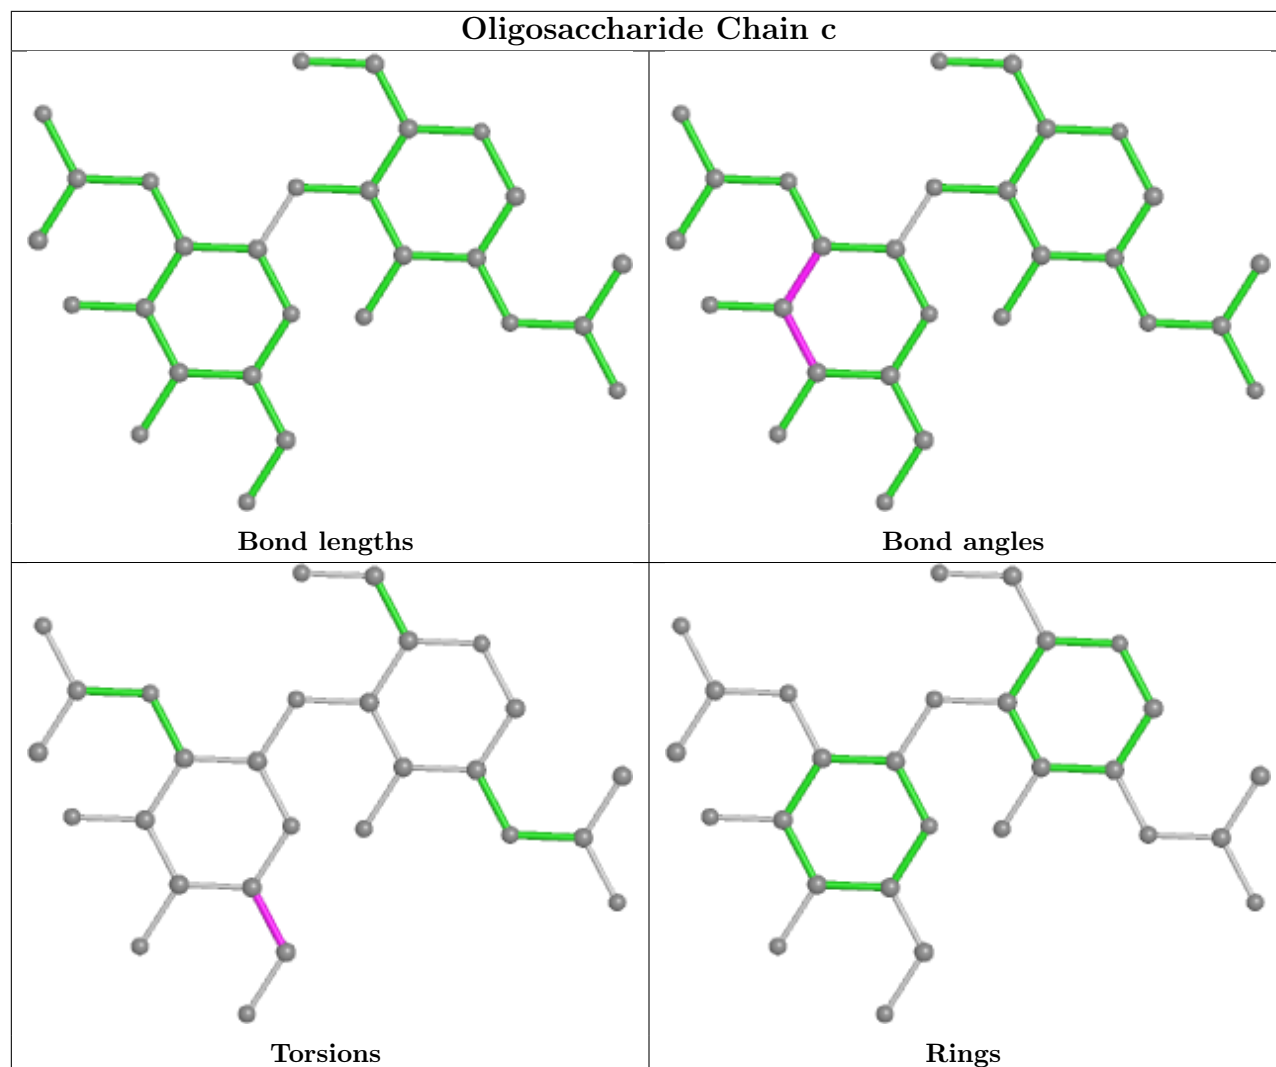 Oligosaccharide Chain c
Bond lengths
Bond angles
Torsions
Rings